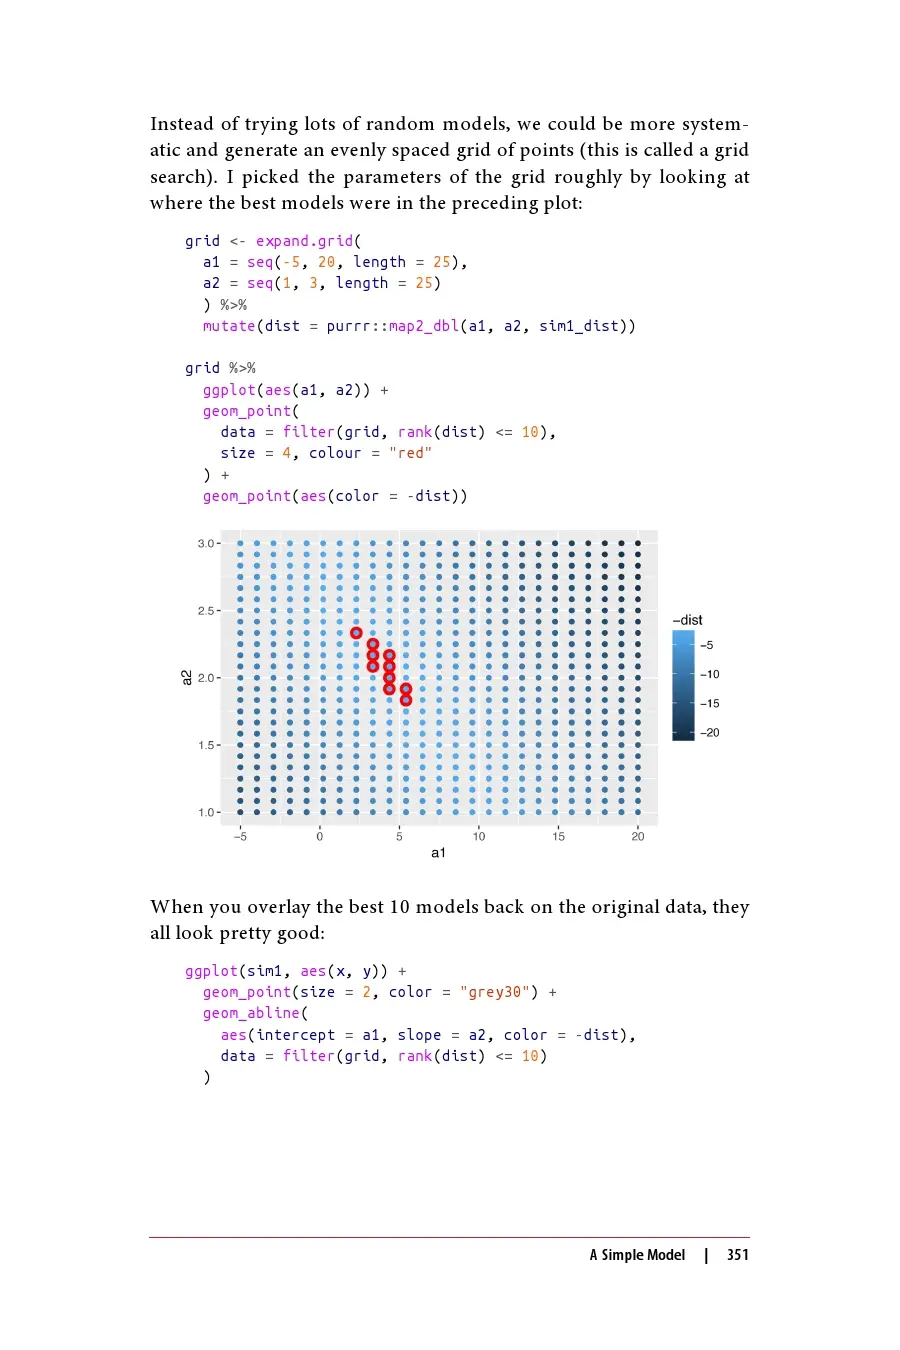 Instead of trying lots of random models, we could be more system-
atic and generate an evenly spaced grid of points (this is called a grid
search). I picked the parameters of the grid roughly by looking at
where the best models were in the preceding plot:
grid <- expand.grid(
  a1 = seq(-5, 20, length = 25),
  a2 = seq(1, 3, length = 25)
  ) %>%
  mutate(dist = purrr::map2_dbl(a1, a2, sim1_dist))
grid %>%
  ggplot(aes(a1, a2)) +
  geom_point(
    data = filter(grid, rank(dist) <= 10),
    size = 4, colour = "red"
  ) +
  geom_point(aes(color = -dist))
3.0
2.5
2.0
1.5
1.0
a2
−5 0 5 10 15 20
a1
−dist
−5
−10
−15
−20
When you overlay the best 10 models back on the original data, they
all look pretty good:
ggplot(sim1, aes(x, y)) +
  geom_point(size = 2, color = "grey30") +
  geom_abline(
    aes(intercept = a1, slope = a2, color = -dist),
    data = filter(grid, rank(dist) <= 10)
  )
A Simple Model | 351